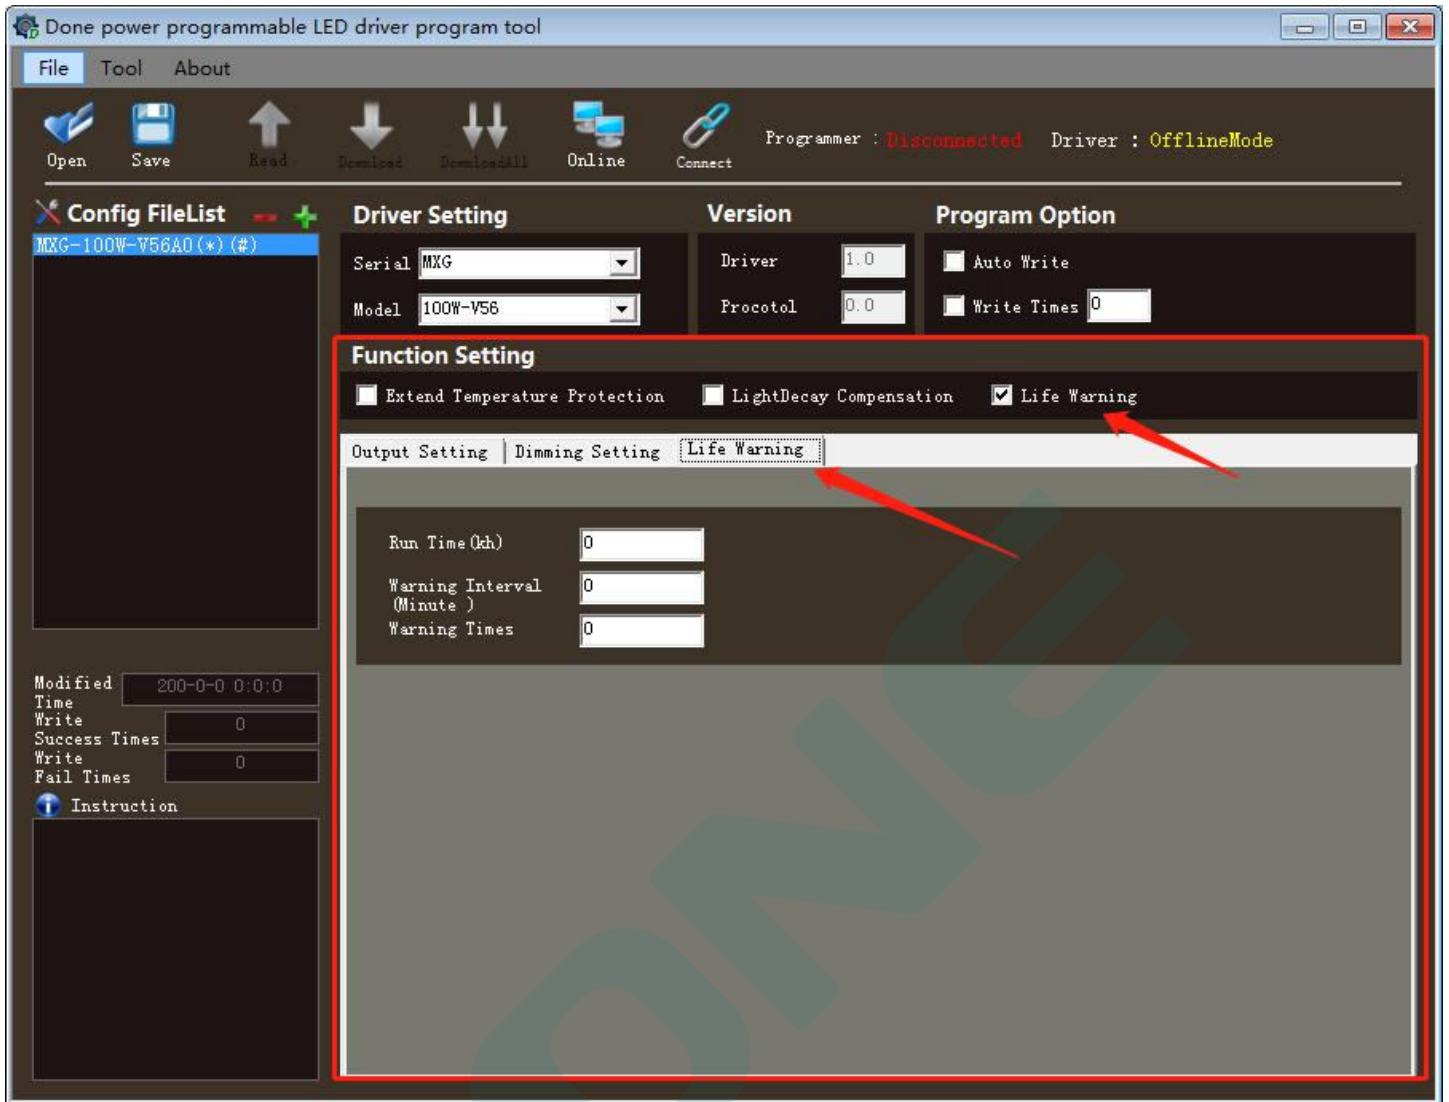 Done power programmable LED driver program tool
File Tool About
Open Save Read Download DownloadAll Online Connect Programmer : Disconnected Driver : OfflineMode
Config FileList
MXG-100W-V56A0(*)(#)
Driver Setting
Serial MXG
Model 100W-V56
Version
Driver 1.0
Procotol 0.0
Program Option
Auto Write
Write Times 0
Function Setting
Extend Temperature Protection LightDecay Compensation Life Warning
Output Setting Dimming Setting Life Warning
Run Time(kh) 0
Warning Interval 0
(Minute )
Warning Times 0
Modified 200-0-0 0:0:0
Time
Write 0
Success Times
Write 0
Fail Times
Instruction
ONE